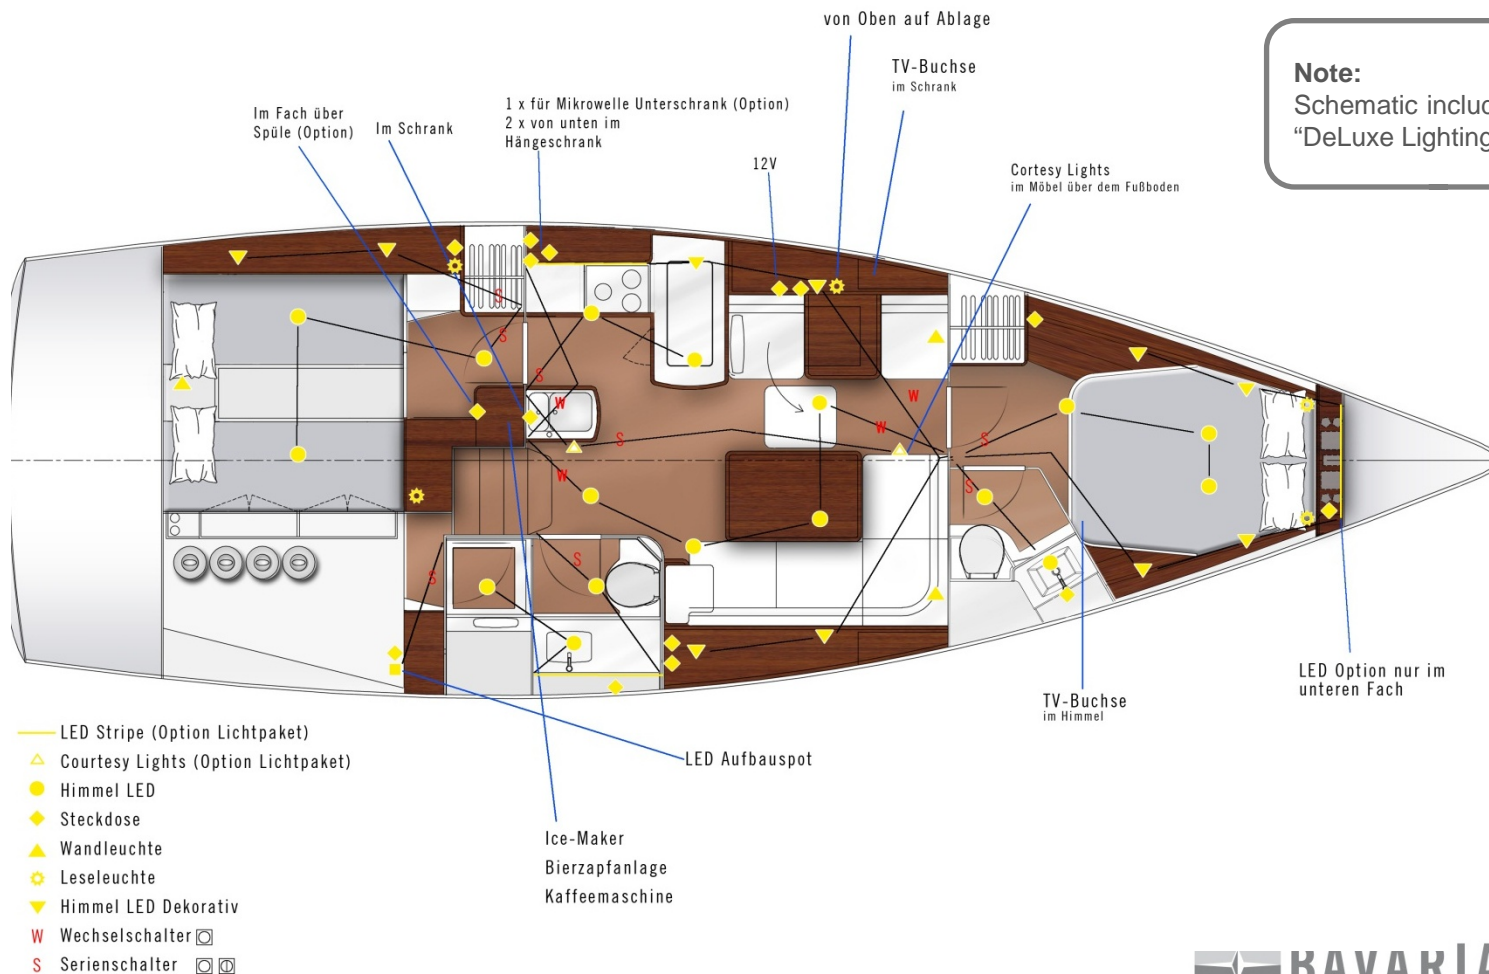 von Oben auf Ablage
TV-Buchse
im Schrank
Note:
Schematic includ
“DeLuxe Lighting
Im Fach über
Spüle (Option)
Im Schrank
1 x für Mikrowelle Unterschrank (Option)
2 x von unten im
Hängeschrank
12V
Cortesy Lights
im Möbel über dem Fußboden
S
S
S
W
S
W
W
W
S
S
S
S
LED Option nur im
unteren Fach
TV-Buchse
im Himmel
LED Aufbauspot
Ice-Maker
Bierzapfanlage
Kaffeemaschine
LED Stripe (Option Lichtpaket)
Courtesy Lights (Option Lichtpaket)
Himmel LED
Steckdose
Wandleuchte
Leseleuchte
Himmel LED Dekorativ
W Wechselschalter
S Serienschalter
BAVARIA